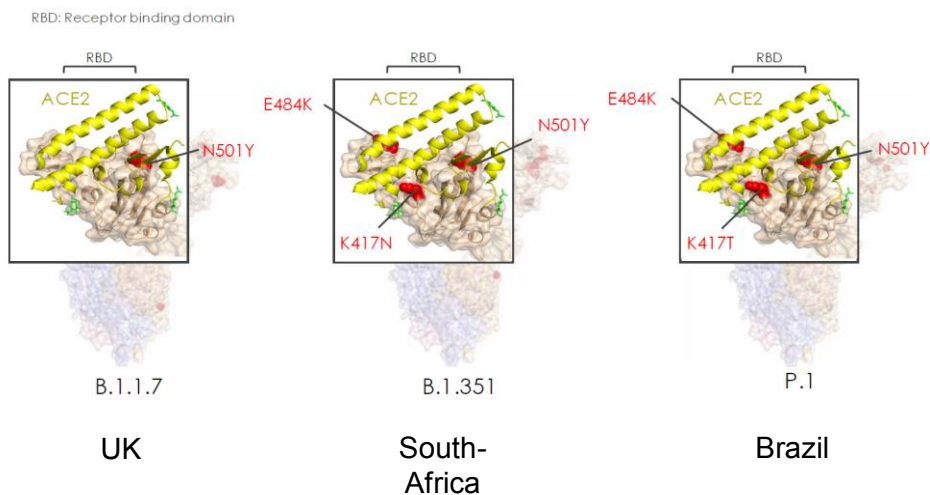 RBD: Receptor binding domain
RBD
ACE2
N501Y
B.1.1.7
UK
RBD
E484K
ACE2
N501Y
K417N
B.1.351
South-
Africa
RBD
E484K
ACE2
N501Y
K417T
P.1
Brazil